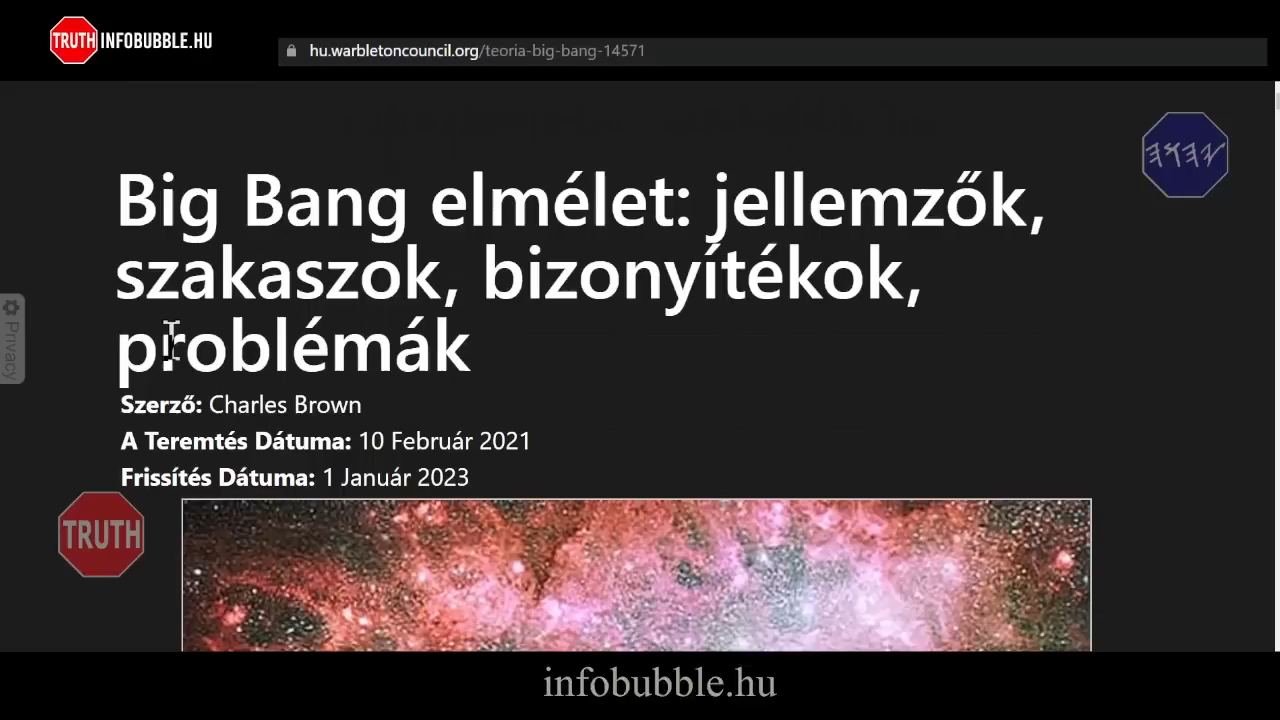 TRUTH INFOBUBBLE.HU
hu.warbletoncouncil.org/teoria-big-bang-14571
Big Bang elmélet: jellemzők,
szakaszok, bizonyítékok,
problémák
Szerző: Charles Brown
A Teremtés Dátuma: 10 Február 2021
Frissítés Dátuma: 1 Január 2023
Privacy
TRUTH
infobubble.hu